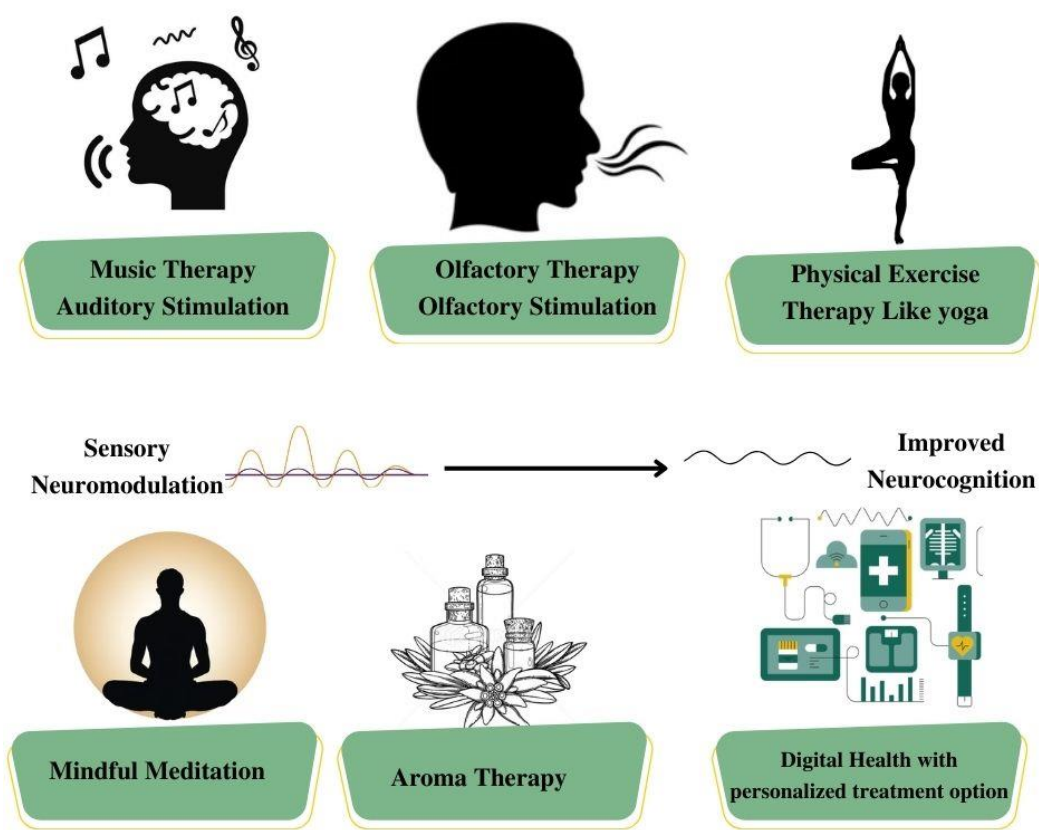 Music Therapy
Auditory Stimulation
Olfactory Therapy
Olfactory Stimulation
Physical Exercise
Therapy Like yoga
Sensory
Neuromodulation
Improved
Neurocognition
Mindful Meditation
Aroma Therapy
Digital Health with
personalized treatment option